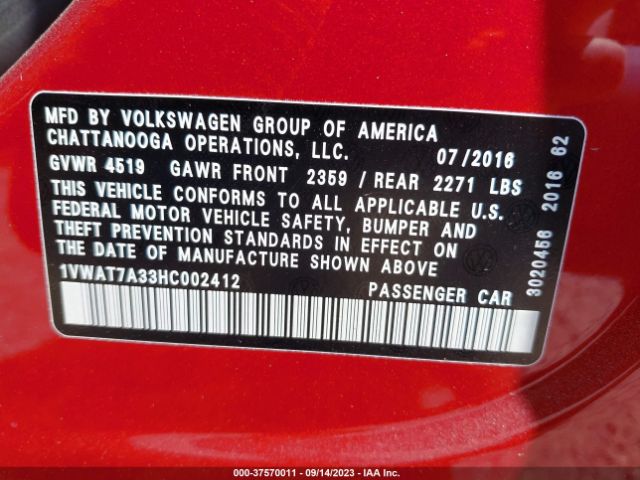 MFD BY VOLKSWAGEN GROUP OF AMERICA
CHATTANOOGA OPERATIONS, LLC. 07/2016
GVWR 4519 GAWR FRONT 2359 / REAR 2271 LBS
THIS VEHICLE CONFORMS TO ALL APPLICABLE U.S.
FEDERAL MOTOR VEHICLE SAFETY, BUMPER AND
THEFT PREVENTION STANDARDS IN EFFECT ON
THE DATE OF MANUFACTURE SHOWN ABOVE
1VWAT7A33HC002412 PASSENGER CAR
3020456 2016 62
000-37570011 - 09/14/2023 - IAA Inc.